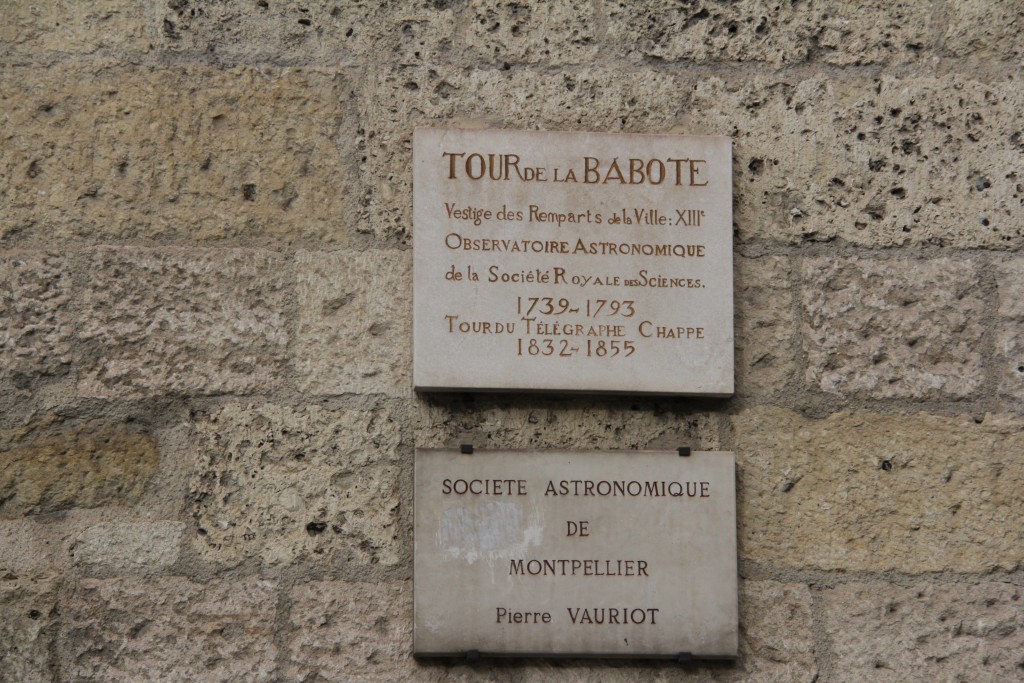 TOUR DE LA BABOTE
Vestige des Remparts de la Ville: XIIIe
OBSERVATOIRE ASTRONOMIQUE
de la SOCIÉTÉ ROYALE DES SCIENCES.
1739-1793
TOUR DU TÉLÉGRAPHE CHAPPE
1832-1855
SOCIETE ASTRONOMIQUE
DE
MONTPELLIER
Pierre VAURIOT